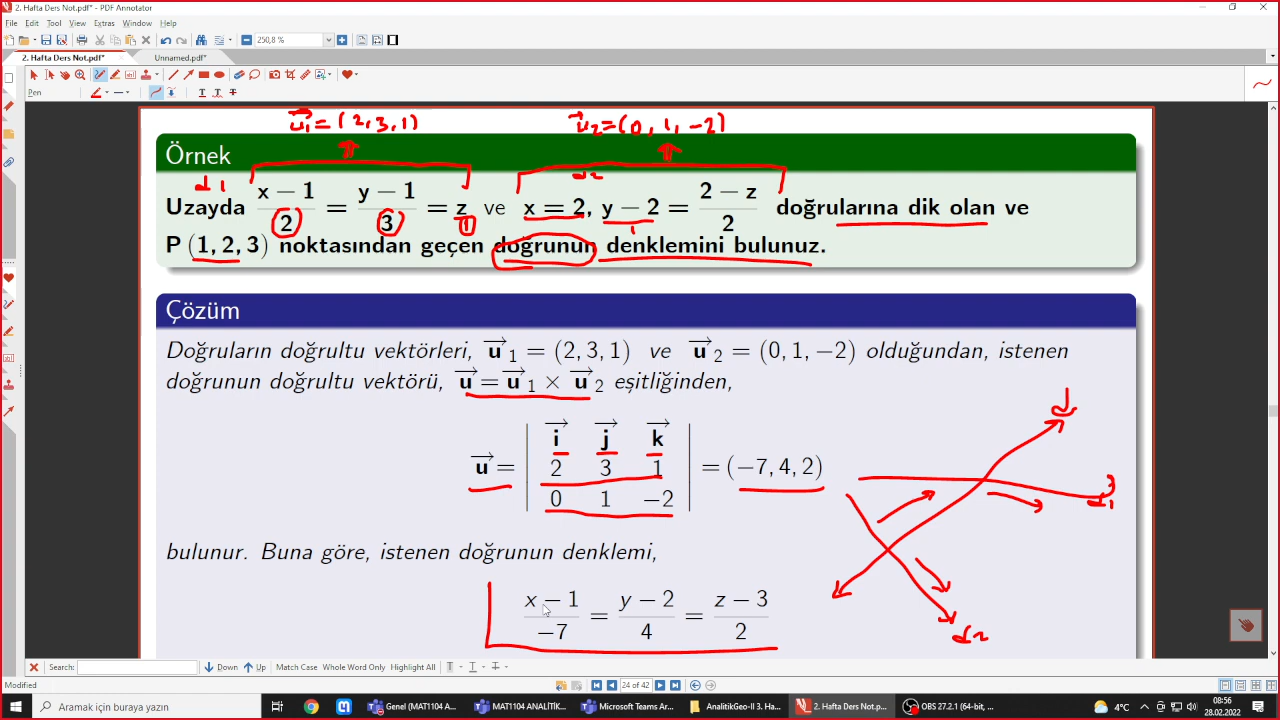 2. Hafta Ders Not.pdf* - PDF Annotator
File Edit Tool View Extras Window Help
250,8 %
2. Hafta Ders Not.pdf* Unnamed.pdf*
Pen
u₁=(2,3,1) u₂=(0,1,-2)
Örnek
d1 d2
Uzayda (x − 1)/2 = (y − 1)/3 = z ve x = 2, y − 2 = (2 − z)/2 doğrularına dik olan ve
1 1
P (1, 2, 3) noktasından geçen doğrunun denklemini bulunuz.
Çözüm
Doğruların doğrultu vektörleri, u⃗₁ = (2, 3, 1) ve u⃗₂ = (0, 1, −2) olduğundan, istenen
doğrunun doğrultu vektörü, u⃗ = u⃗₁ × u⃗₂ eşitliğinden,
d
i⃗ j⃗ k⃗
u⃗ = | 2 3 1 | = (−7, 4, 2)
0 1 −2
d1
bulunur. Buna göre, istenen doğrunun denklemi,
(x − 1)/−7 = (y − 2)/4 = (z − 3)/2
d2
Search: Down Up Match Case Whole Word Only Highlight All
Modified 24 of 42
Aramak için buraya yazın Genel (MAT1104 A... MAT1104 ANALİTİK... Microsoft Teams Ar... AnalitikGeo-II 3. Ha... 2. Hafta Ders Not.p... OBS 27.2.1 (64-bit, ... 4°C 08:56
28.02.2022